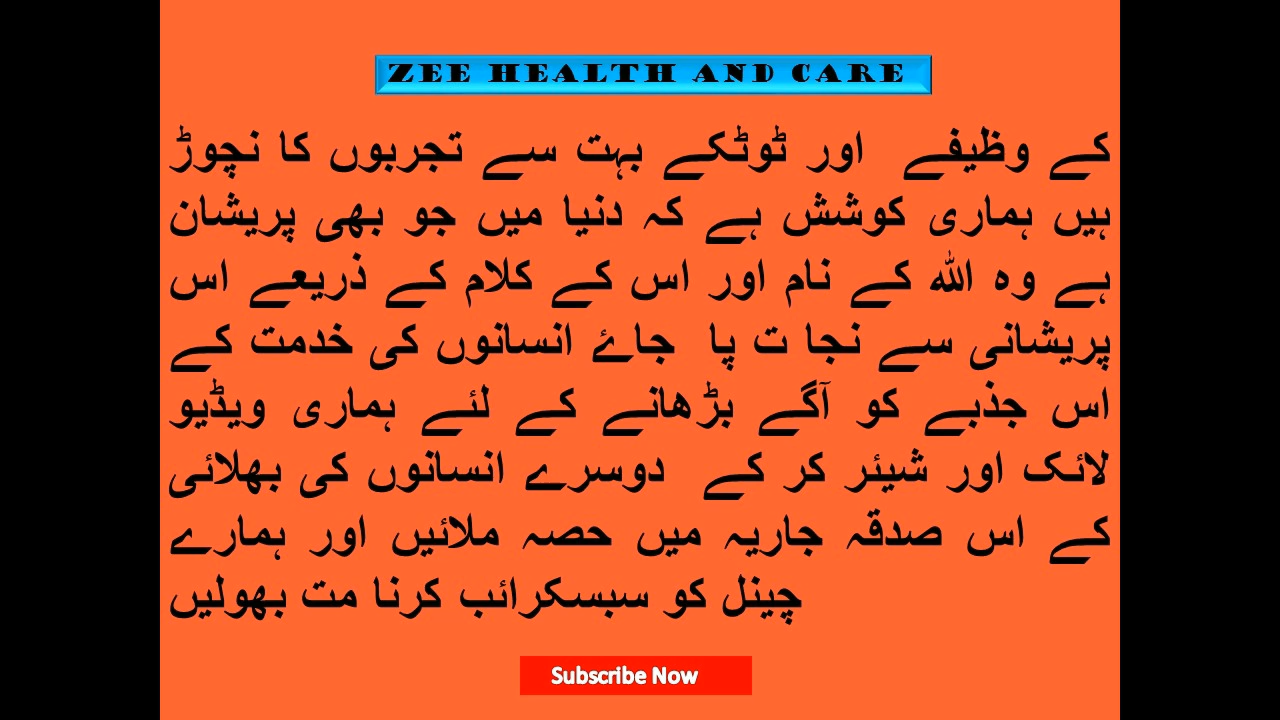 ZEE HEALTH AND CARE
کے وظیفے اور ٹوٹکے بہت سے تجربوں کا نچوڑ
ہیں ہماری کوشش ہے کہ دنیا میں جو بھی پریشان
ہے وہ اللہ کے نام اور اس کے کلام کے ذریعے اس
پریشانی سے نجا ت پا جاۓ انسانوں کی خدمت کے
اس جذبے کو آگے بڑھانے کے لئے ہماری ویڈیو
لائک اور شیئر کر کے دوسرے انسانوں کی بھلائی
کے اس صدقہ جاریہ میں حصہ ملائیں اور ہمارے
چینل کو سبسکرائب کرنا مت بھولیں
Subscribe Now